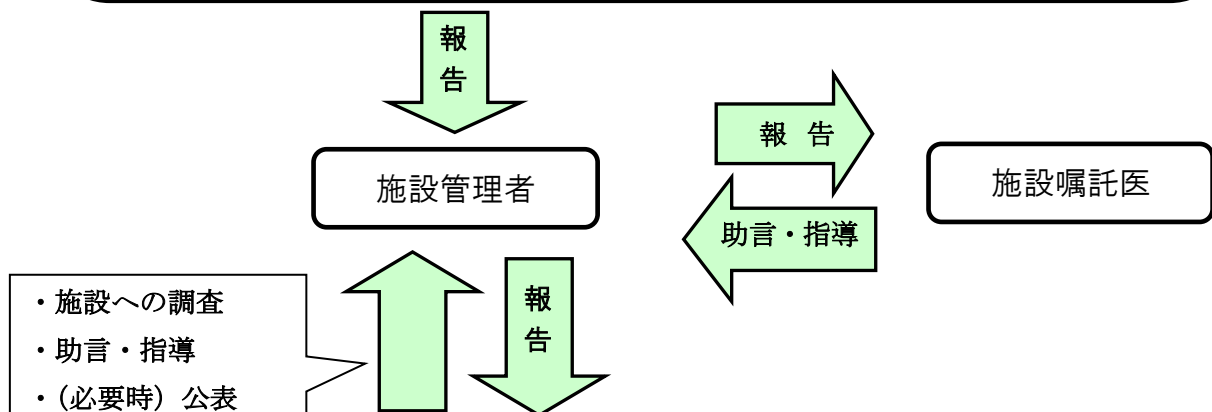 報
告
報 告
施設管理者
施設嘱託医
助言・指導
・施設への調査
・助言・指導
・（必要時）公表
報
告